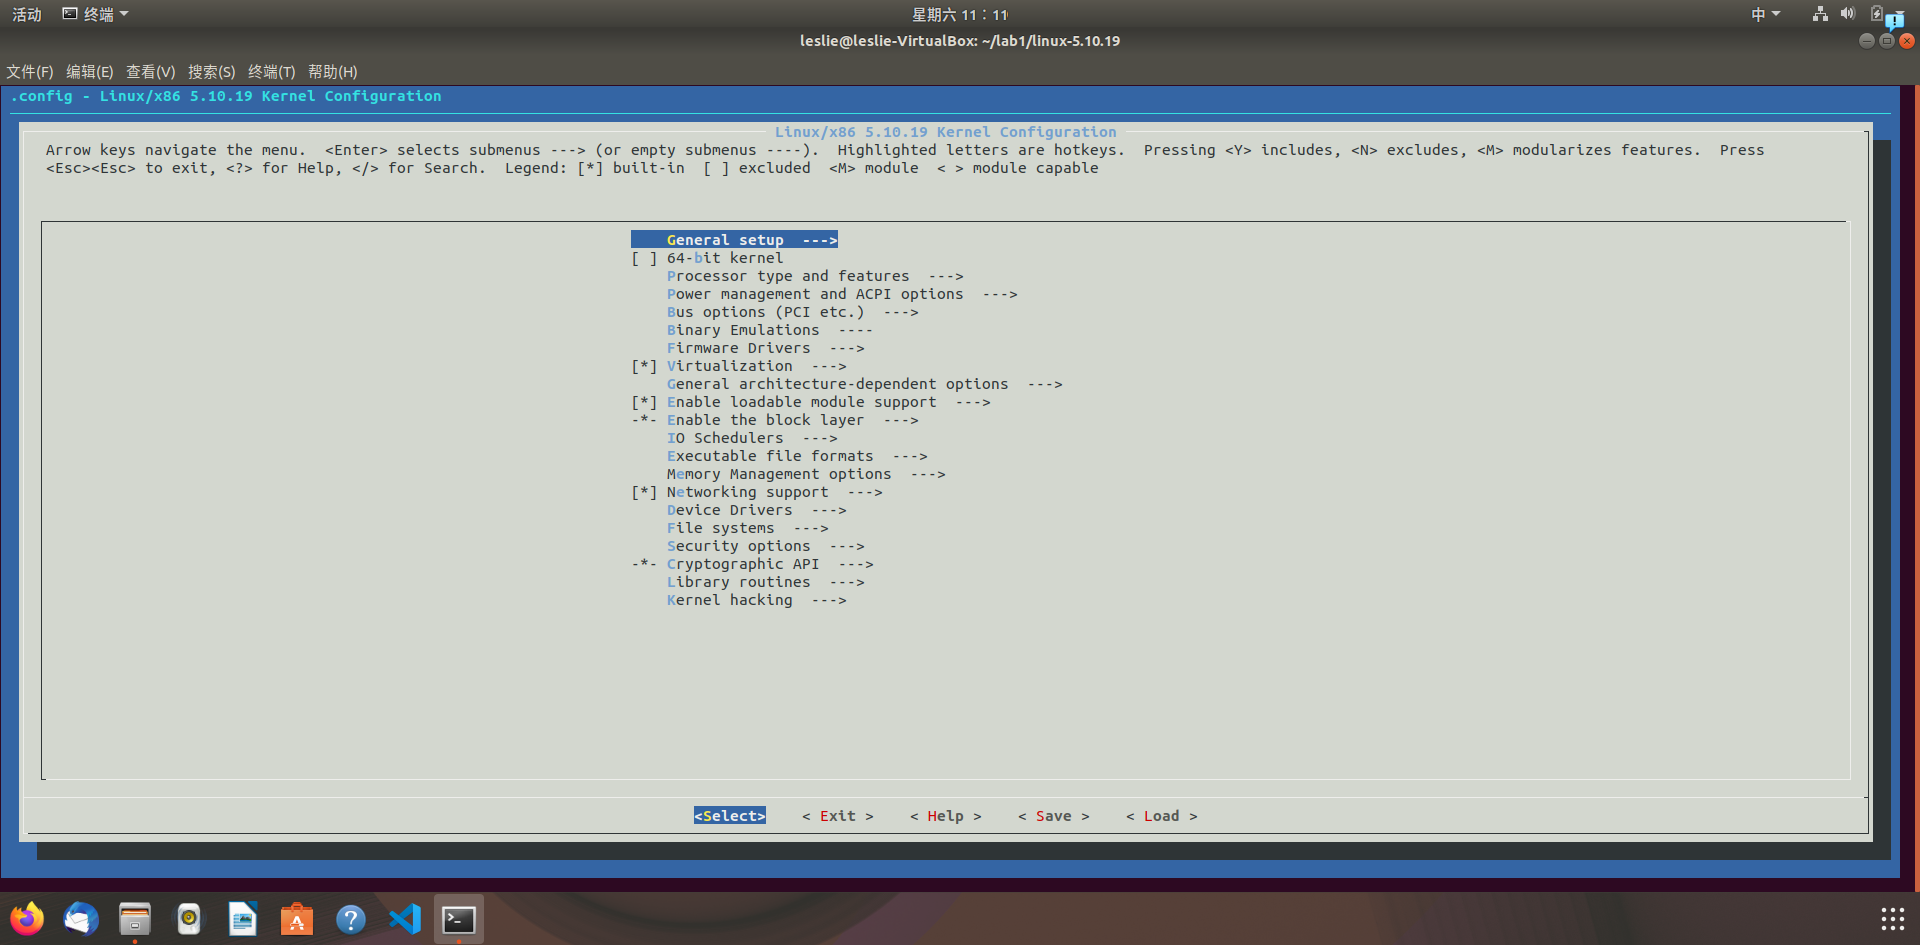 活动 终端 星期六 11：11 中
leslie@leslie-VirtualBox: ~/lab1/linux-5.10.19
文件(F) 编辑(E) 查看(V) 搜索(S) 终端(T) 帮助(H)
.config - Linux/x86 5.10.19 Kernel Configuration
Linux/x86 5.10.19 Kernel Configuration
Arrow keys navigate the menu.  <Enter> selects submenus ---> (or empty submenus ----).  Highlighted letters are hotkeys.  Pressing <Y> includes, <N> excludes, <M> modularizes features.  Press
<Esc><Esc> to exit, <?> for Help, </> for Search.  Legend: [*] built-in  [ ] excluded  <M> module  < > module capable
General setup  --->
[ ] 64-bit kernel
Processor type and features  --->
Power management and ACPI options  --->
Bus options (PCI etc.)  --->
Binary Emulations  ----
Firmware Drivers  --->
[*] Virtualization  --->
General architecture-dependent options  --->
[*] Enable loadable module support  --->
-*- Enable the block layer  --->
IO Schedulers  --->
Executable file formats  --->
Memory Management options  --->
[*] Networking support  --->
Device Drivers  --->
File systems  --->
Security options  --->
-*- Cryptographic API  --->
Library routines  --->
Kernel hacking  --->
<Select>    < Exit >    < Help >    < Save >    < Load >